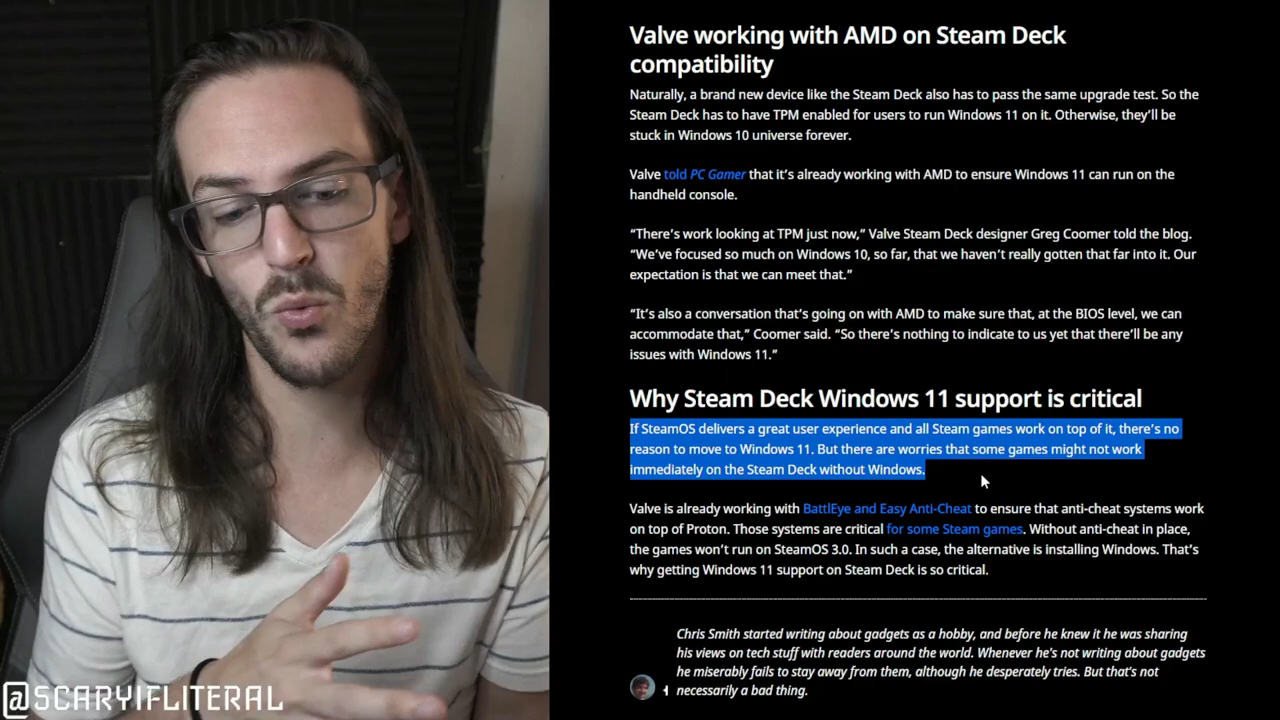 Valve working with AMD on Steam Deck
compatibility
Naturally, a brand new device like the Steam Deck also has to pass the same upgrade test. So the
Steam Deck has to have TPM enabled for users to run Windows 11 on it. Otherwise, they’ll be
stuck in Windows 10 universe forever.
Valve told PC Gamer that it’s already working with AMD to ensure Windows 11 can run on the
handheld console.
“There’s work looking at TPM just now,” Valve Steam Deck designer Greg Coomer told the blog.
“We’ve focused so much on Windows 10, so far, that we haven’t really gotten that far into it. Our
expectation is that we can meet that.”
“It’s also a conversation that’s going on with AMD to make sure that, at the BIOS level, we can
accommodate that,” Coomer said. “So there’s nothing to indicate to us yet that there’ll be any
issues with Windows 11.”
Why Steam Deck Windows 11 support is critical
If SteamOS delivers a great user experience and all Steam games work on top of it, there’s no
reason to move to Windows 11. But there are worries that some games might not work
immediately on the Steam Deck without Windows.
Valve is already working with BattlEye and Easy Anti-Cheat to ensure that anti-cheat systems work
on top of Proton. Those systems are critical for some Steam games. Without anti-cheat in place,
the games won’t run on SteamOS 3.0. In such a case, the alternative is installing Windows. That’s
why getting Windows 11 support on Steam Deck is so critical.
Chris Smith started writing about gadgets as a hobby, and before he knew it he was sharing
his views on tech stuff with readers around the world. Whenever he's not writing about gadgets
he miserably fails to stay away from them, although he desperately tries. But that's not
necessarily a bad thing.
@SCARYIFLITERAL